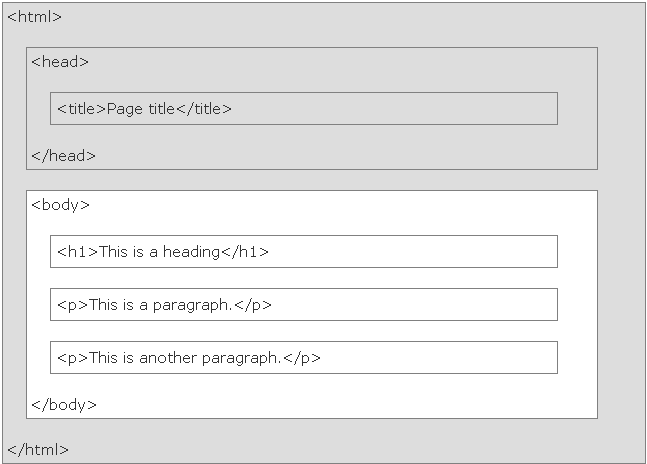 <html>
<head>
<title>Page title</title>
</head>
<body>
<h1>This is a heading</h1>
<p>This is a paragraph.</p>
<p>This is another paragraph.</p>
</body>
</html>